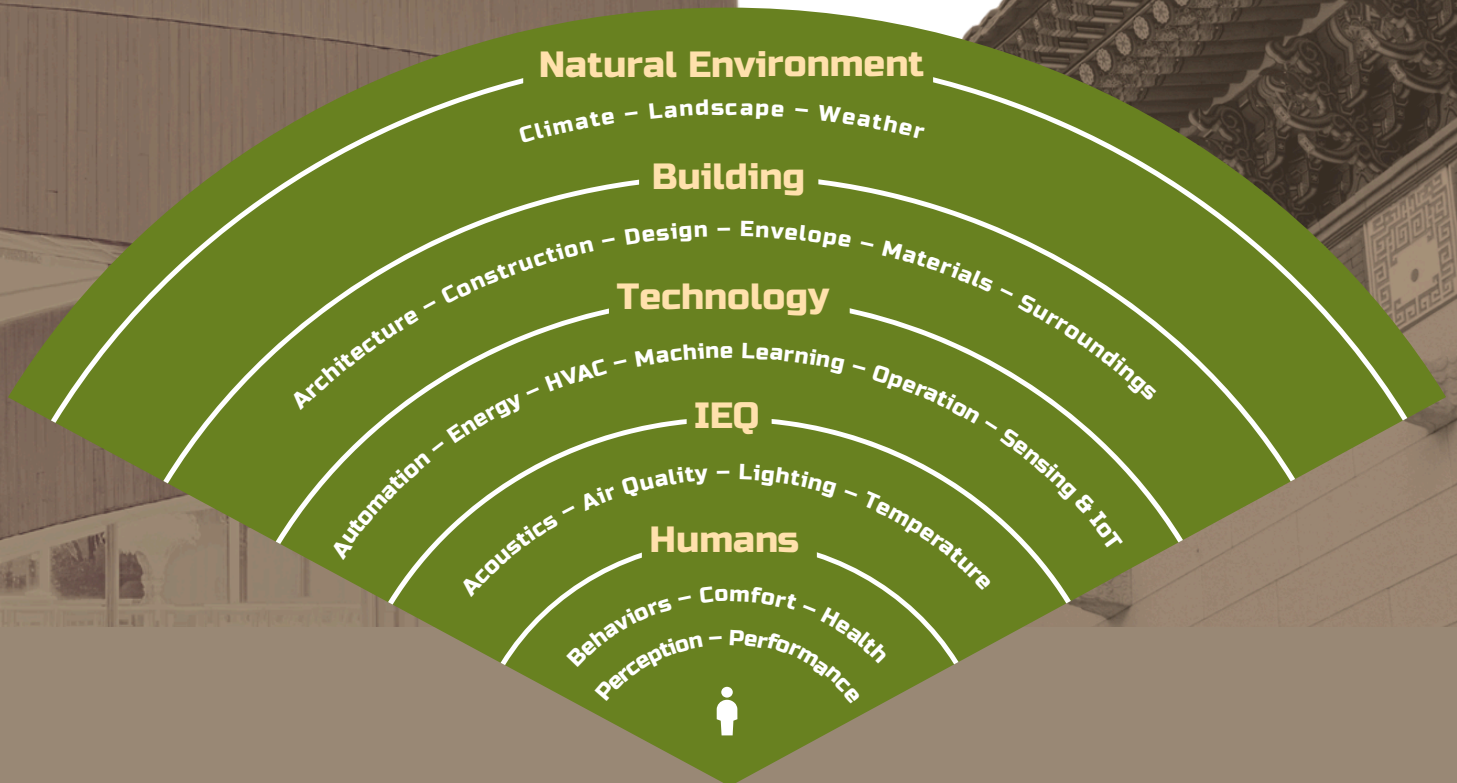 Natural Environment
Climate – Landscape – Weather
Building
Architecture – Construction – Design – Envelope – Materials – Surroundings
Technology
Automation – Energy – HVAC – Machine Learning – Operation – Sensing & IoT
IEQ
Acoustics – Air Quality – Lighting – Temperature
Humans
Behaviors – Comfort – Health
Perception – Performance